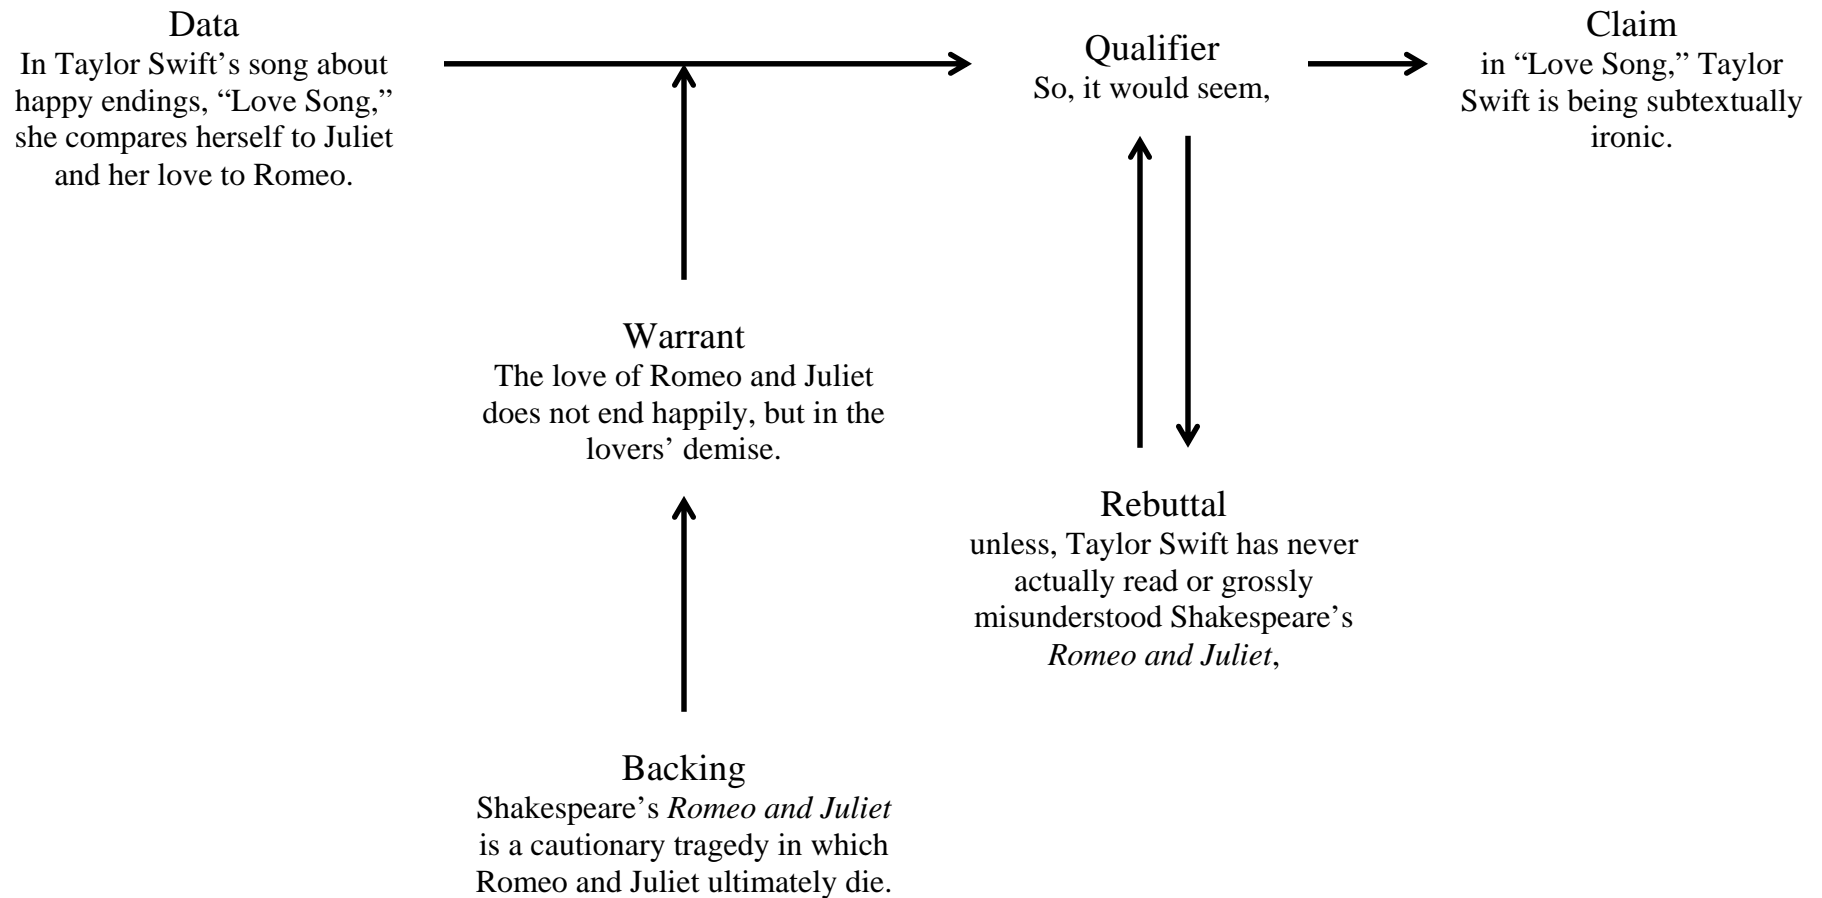 Data
In Taylor Swift’s song about
happy endings, “Love Song,”
she compares herself to Juliet
and her love to Romeo.
Qualifier
So, it would seem,
Claim
in “Love Song,” Taylor
Swift is being subtextually
ironic.
Warrant
The love of Romeo and Juliet
does not end happily, but in the
lovers’ demise.
Rebuttal
unless, Taylor Swift has never
actually read or grossly
misunderstood Shakespeare’s
Romeo and Juliet,
Backing
Shakespeare’s Romeo and Juliet
is a cautionary tragedy in which
Romeo and Juliet ultimately die.